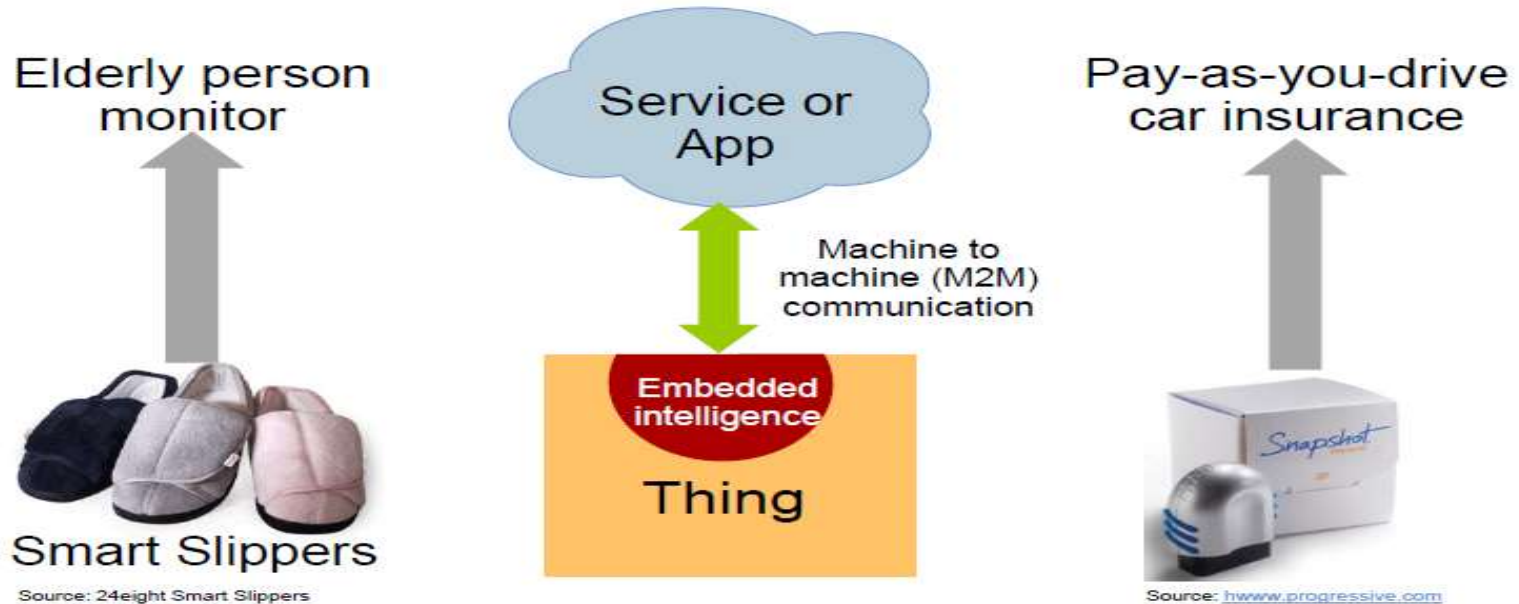 Elderly person
monitor
Service or
App
Pay-as-you-drive
car insurance
Machine to
machine (M2M)
communication
Embedded
intelligence
Thing
Snapshot
Smart Slippers
Source: 24eight Smart Slippers
Source: hwww.progressive.com